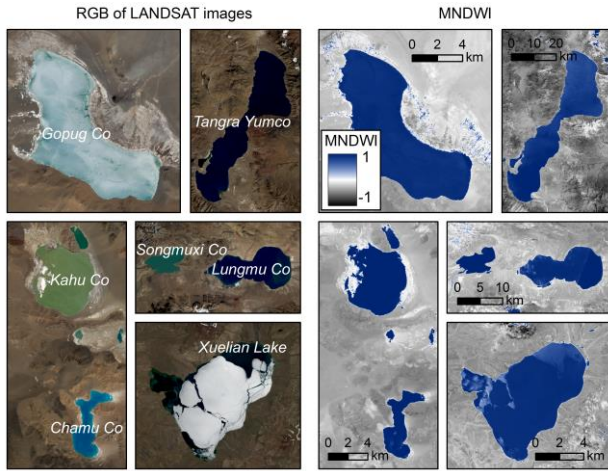 RGB of LANDSAT images
MNDWI
Gopug Co
Tangra Yumco
0 2 4
km
0 10 20
km
MNDWI
1
-1
Kahu Co
Songmuxi Co
Lungmu Co
0 5 10
km
Xuelian Lake
Chamu Co
0 2 4
km
0 2 4
km